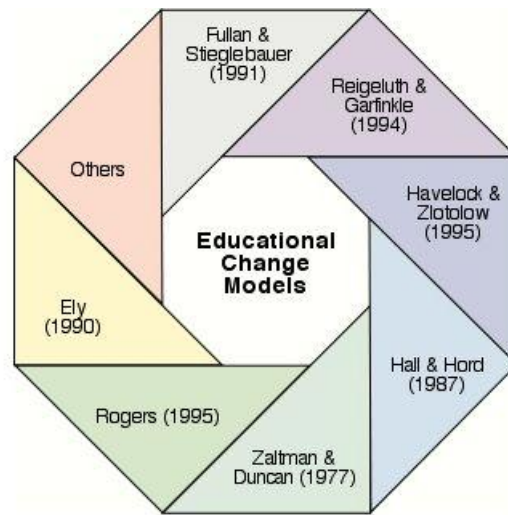 Fullan &
Stieglebauer
(1991)
Reigeluth &
Garfinkle
(1994)
Havelock &
Zlotolow
(1995)
Hall & Hord
(1987)
Zaltman &
Duncan (1977)
Rogers (1995)
Ely
(1990)
Others
Educational
Change
Models